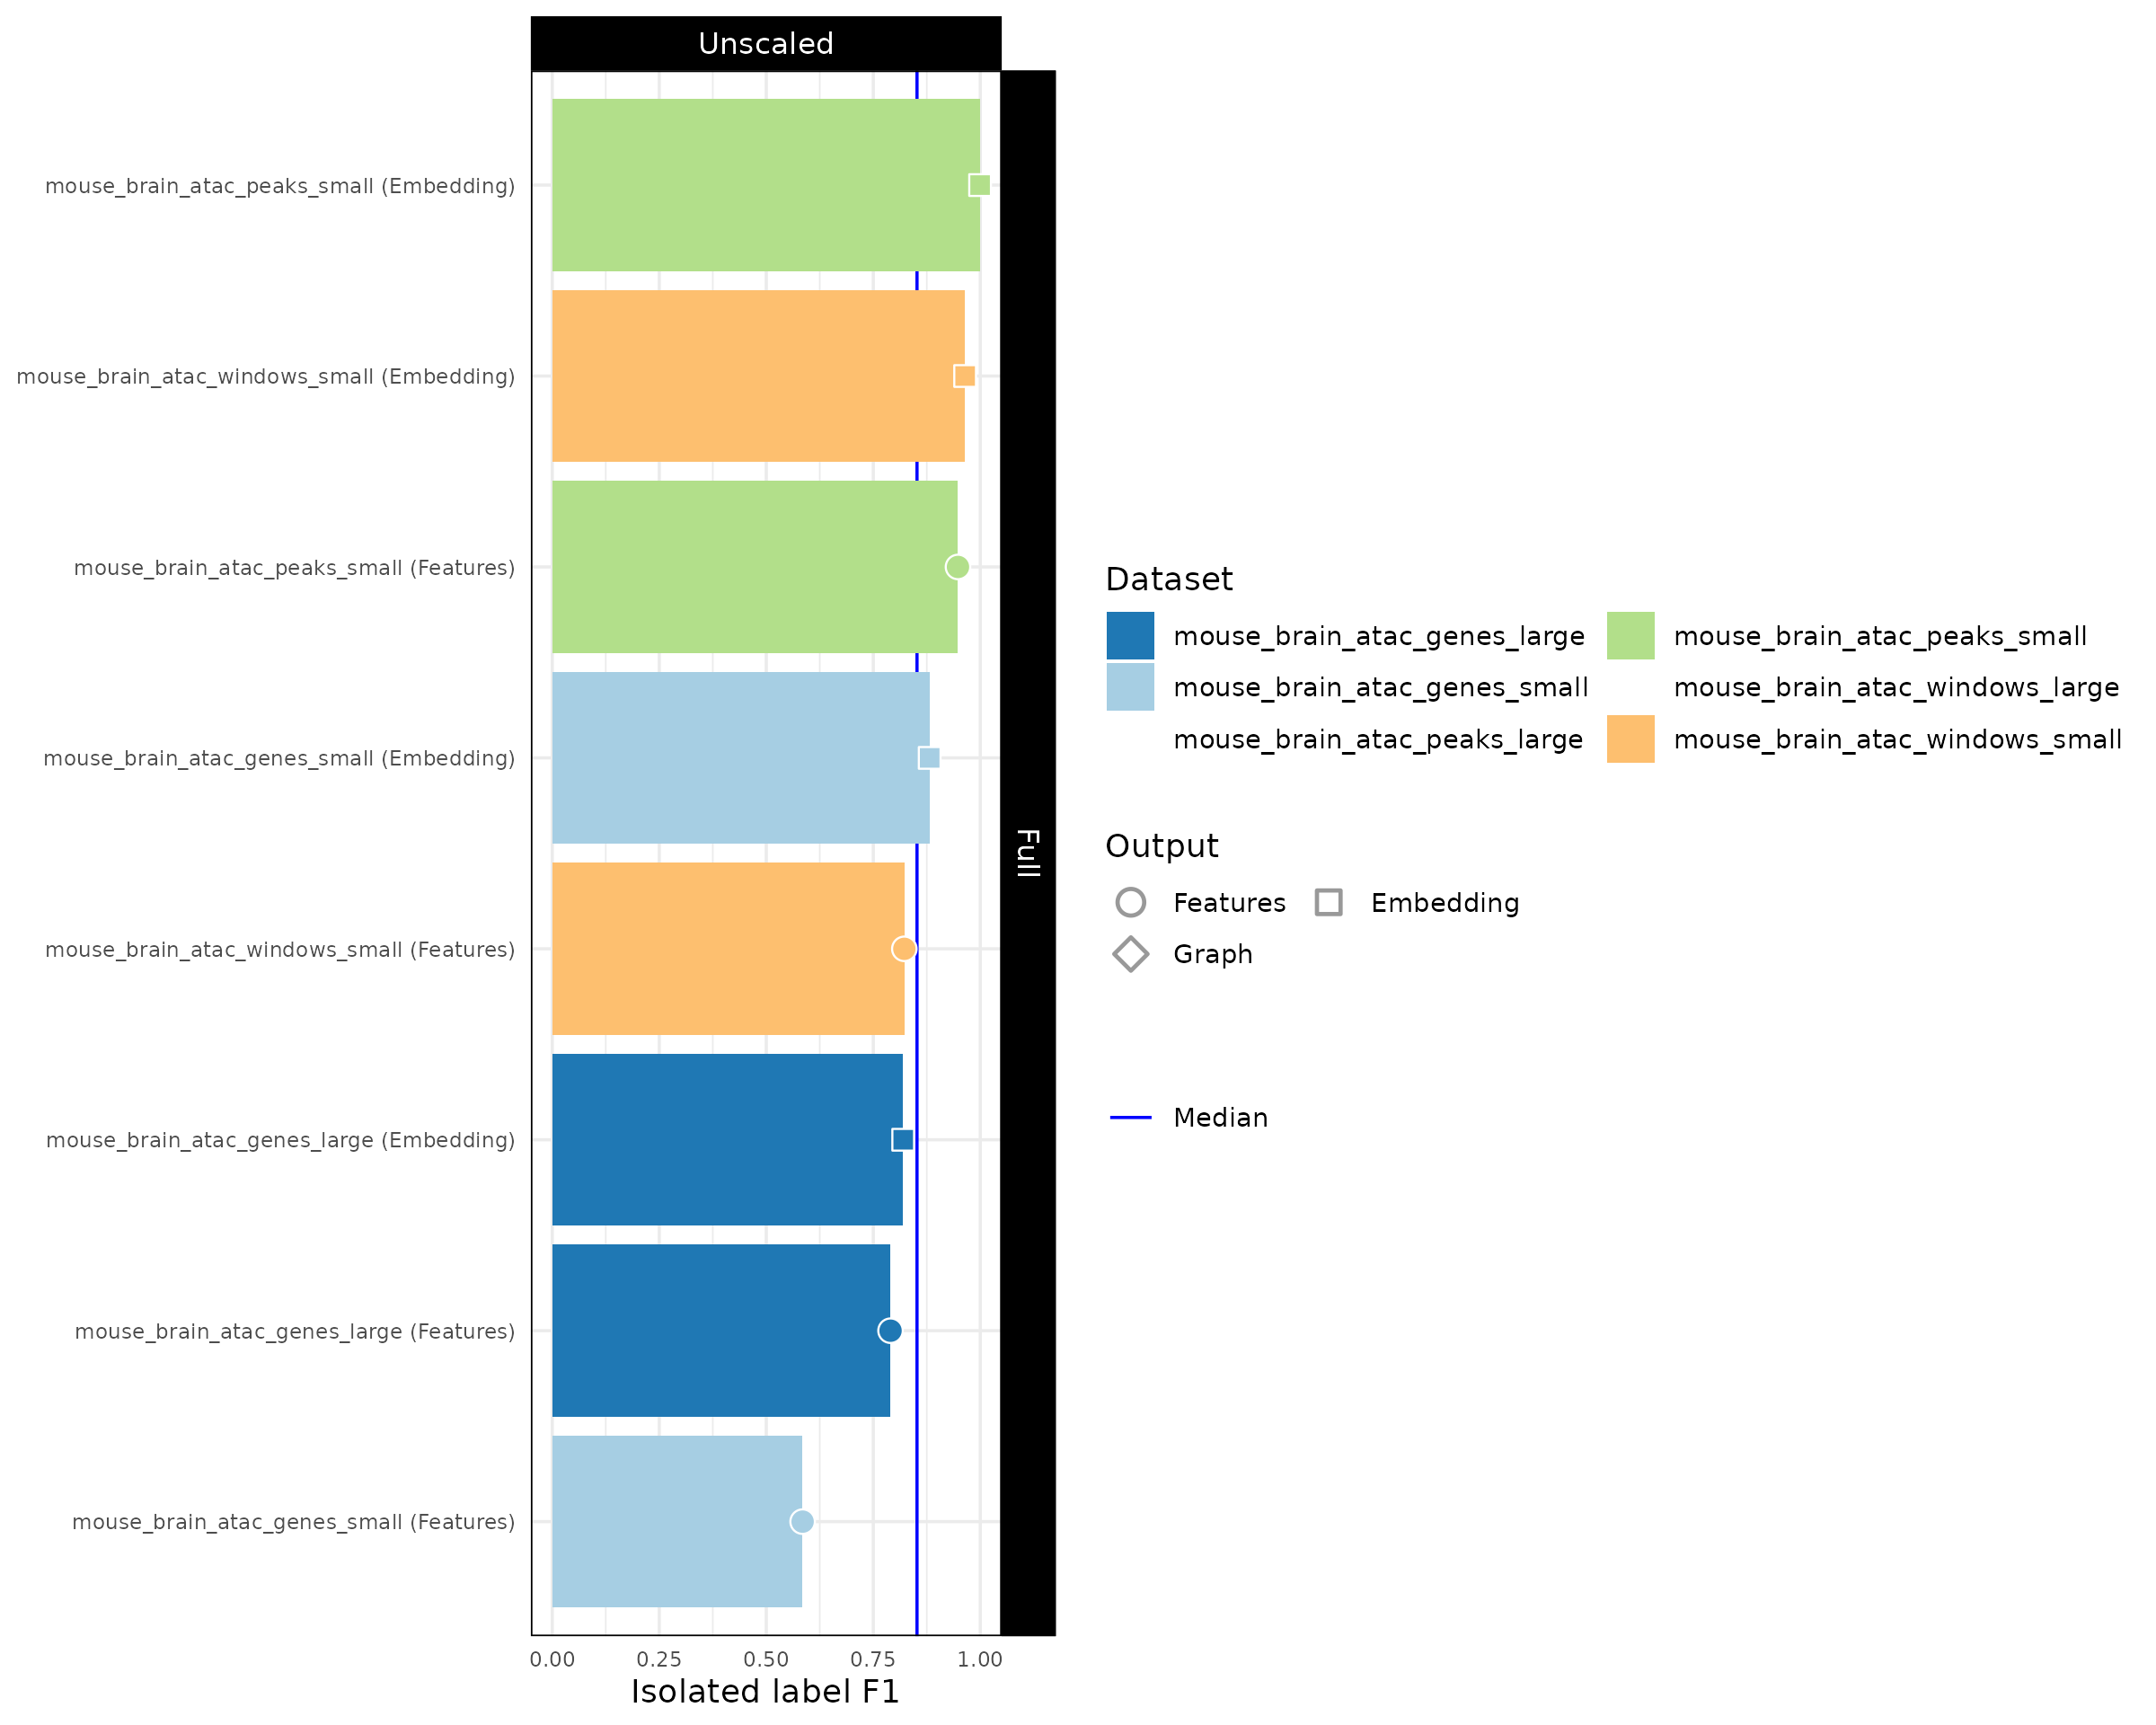 Unscaled
mouse_brain_atac_peaks_small (Embedding)
mouse_brain_atac_windows_small (Embedding)
mouse_brain_atac_peaks_small (Features)
mouse_brain_atac_genes_small (Embedding)
mouse_brain_atac_windows_small (Features)
mouse_brain_atac_genes_large (Embedding)
mouse_brain_atac_genes_large (Features)
mouse_brain_atac_genes_small (Features)
Full
0.00 0.25 0.50 0.75 1.00
Isolated label F1
Dataset
mouse_brain_atac_genes_large mouse_brain_atac_peaks_small
mouse_brain_atac_genes_small mouse_brain_atac_windows_large
mouse_brain_atac_peaks_large mouse_brain_atac_windows_small
Output
Features Embedding
Graph
Median